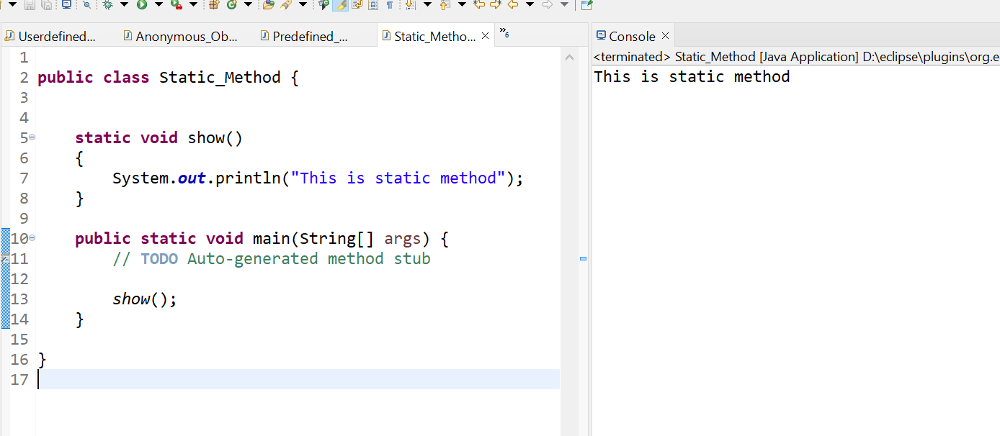 Userdefined... Anonymous_Ob... Predefined_... Static_Metho... »6
Console
<terminated> Static_Method [Java Application] D:\eclipse\plugins\org.e
This is static method
1
2 public class Static_Method {
3
4
5 static void show()
6 {
7 System.out.println("This is static method");
8 }
9
10 public static void main(String[] args) {
11 // TODO Auto-generated method stub
12
13 show();
14 }
15
16 }
17